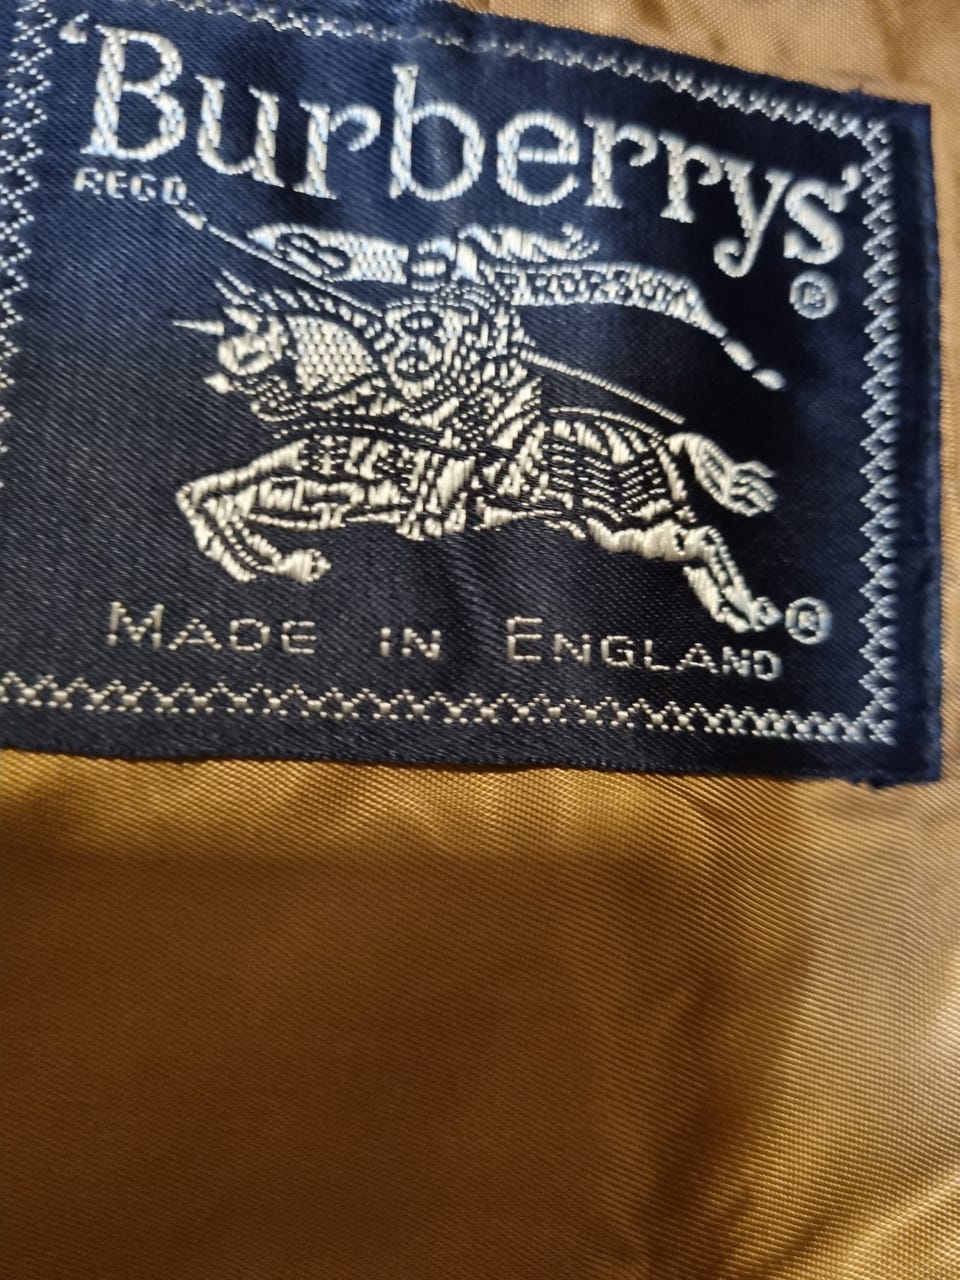 'Burberrys'
REGD. ®
MADE IN ENGLAND ®